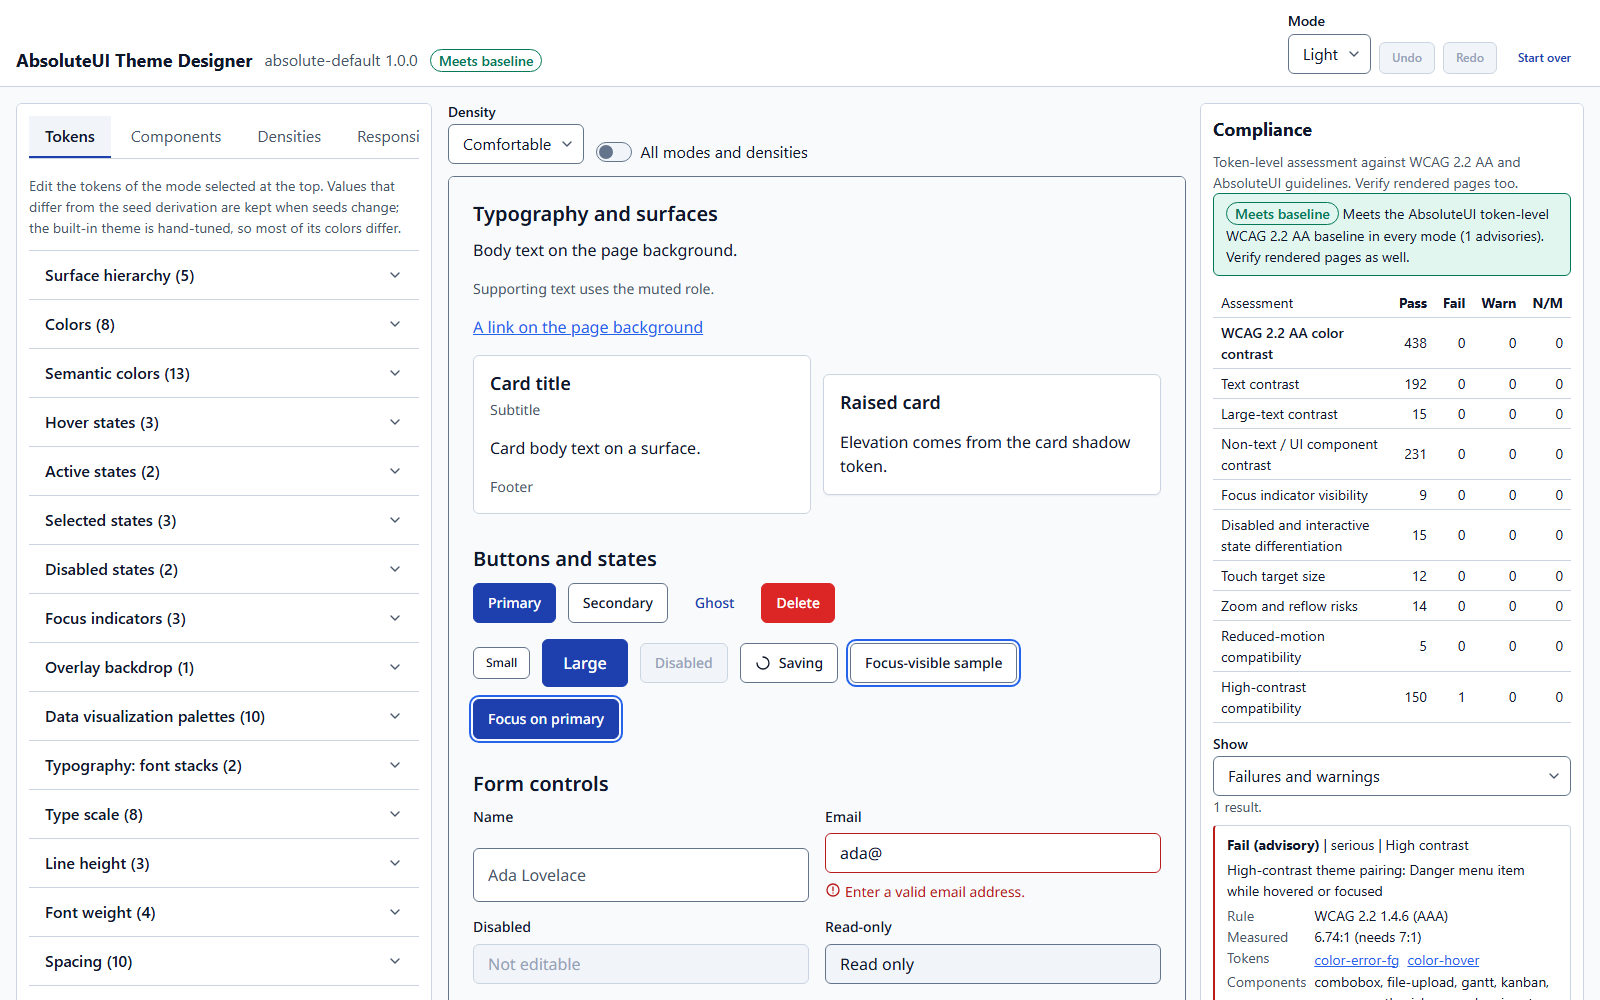 Mode
AbsoluteUI Theme Designer absolute-default 1.0.0 Meets baseline Light Undo Redo Start over
Tokens Components Densities Responsi
Edit the tokens of the mode selected at the top. Values that
differ from the seed derivation are kept when seeds change;
the built-in theme is hand-tuned, so most of its colors differ.
Surface hierarchy (5)
Colors (8)
Semantic colors (13)
Hover states (3)
Active states (2)
Selected states (3)
Disabled states (2)
Focus indicators (3)
Overlay backdrop (1)
Data visualization palettes (10)
Typography: font stacks (2)
Type scale (8)
Line height (3)
Font weight (4)
Spacing (10)
Density
Comfortable All modes and densities
Typography and surfaces
Body text on the page background.
Supporting text uses the muted role.
A link on the page background
Card title
Subtitle
Card body text on a surface.
Footer
Raised card
Elevation comes from the card shadow
token.
Buttons and states
Primary Secondary Ghost Delete
Small Large Disabled Saving Focus-visible sample
Focus on primary
Form controls
Name Email
Ada Lovelace ada@
Enter a valid email address.
Disabled Read-only
Not editable Read only
Compliance
Token-level assessment against WCAG 2.2 AA and
AbsoluteUI guidelines. Verify rendered pages too.
Meets baseline Meets the AbsoluteUI token-level
WCAG 2.2 AA baseline in every mode (1 advisories).
Verify rendered pages as well.
Assessment Pass Fail Warn N/M
WCAG 2.2 AA color
contrast 438 0 0 0
Text contrast 192 0 0 0
Large-text contrast 15 0 0 0
Non-text / UI component
contrast 231 0 0 0
Focus indicator visibility 9 0 0 0
Disabled and interactive
state differentiation 15 0 0 0
Touch target size 12 0 0 0
Zoom and reflow risks 14 0 0 0
Reduced-motion
compatibility 5 0 0 0
High-contrast
compatibility 150 1 0 0
Show
Failures and warnings
1 result.
Fail (advisory) | serious | High contrast
High-contrast theme pairing: Danger menu item
while hovered or focused
Rule WCAG 2.2 1.4.6 (AAA)
Measured 6.74:1 (needs 7:1)
Tokens color-error-fg color-hover
Components combobox, file-upload, gantt, kanban,